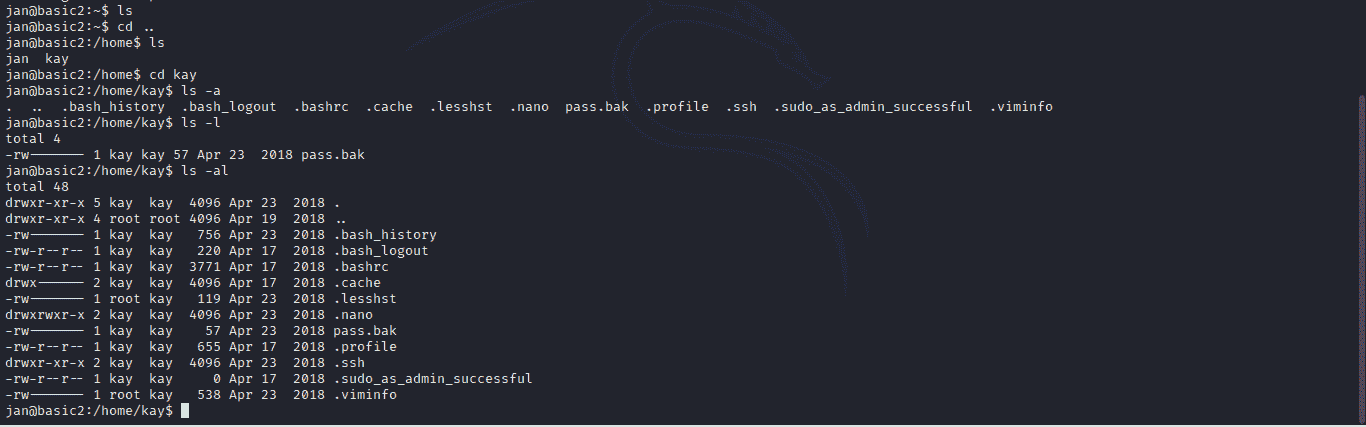 jan@basic2:~$ ls
jan@basic2:~$ cd ..
jan@basic2:/home$ ls
jan  kay
jan@basic2:/home$ cd kay
jan@basic2:/home/kay$ ls -a
.  ..  .bash_history  .bash_logout  .bashrc  .cache  .lesshst  .nano  pass.bak  .profile  .ssh  .sudo_as_admin_successful  .viminfo
jan@basic2:/home/kay$ ls -l
total 4
-rw------- 1 kay kay 57 Apr 23  2018 pass.bak
jan@basic2:/home/kay$ ls -al
total 48
drwxr-xr-x 5 kay  kay  4096 Apr 23  2018 .
drwxr-xr-x 4 root root 4096 Apr 19  2018 ..
-rw------- 1 kay  kay   756 Apr 23  2018 .bash_history
-rw-r--r-- 1 kay  kay   220 Apr 17  2018 .bash_logout
-rw-r--r-- 1 kay  kay  3771 Apr 17  2018 .bashrc
drwx------ 2 kay  kay  4096 Apr 17  2018 .cache
-rw------- 1 root kay   119 Apr 23  2018 .lesshst
drwxrwxr-x 2 kay  kay  4096 Apr 23  2018 .nano
-rw------- 1 kay  kay    57 Apr 23  2018 pass.bak
-rw-r--r-- 1 kay  kay   655 Apr 17  2018 .profile
drwxr-xr-x 2 kay  kay  4096 Apr 23  2018 .ssh
-rw-r--r-- 1 kay  kay     0 Apr 17  2018 .sudo_as_admin_successful
-rw------- 1 root kay   538 Apr 23  2018 .viminfo
jan@basic2:/home/kay$